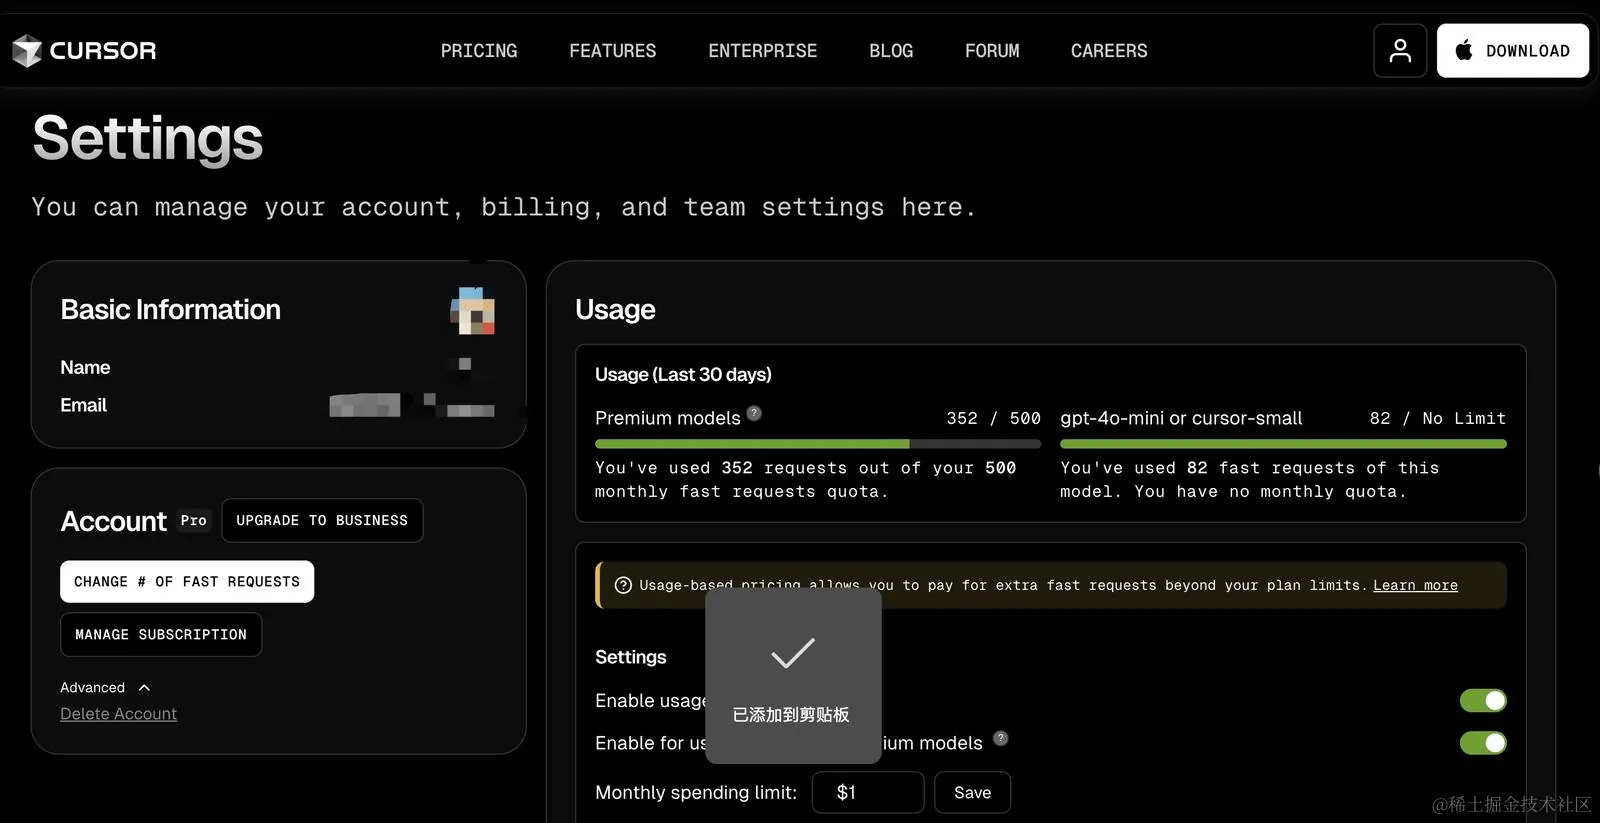 CURSOR
PRICING FEATURES ENTERPRISE BLOG FORUM CAREERS
DOWNLOAD
Settings
You can manage your account, billing, and team settings here.
Basic Information
Name
Email
Account Pro UPGRADE TO BUSINESS
CHANGE # OF FAST REQUESTS
MANAGE SUBSCRIPTION
Advanced
Delete Account
Usage
Usage (Last 30 days)
Premium models ? 352 / 500
You've used 352 requests out of your 500
monthly fast requests quota.
gpt-4o-mini or cursor-small 82 / No Limit
You've used 82 fast requests of this
model. You have no monthly quota.
? Usage-based pricing allows you to pay for extra fast requests beyond your plan limits. Learn more
Settings
Enable usage
Enable for us
ium models ?
已添加到剪贴板
Monthly spending limit: $1 Save
@稀土掘金技术社区